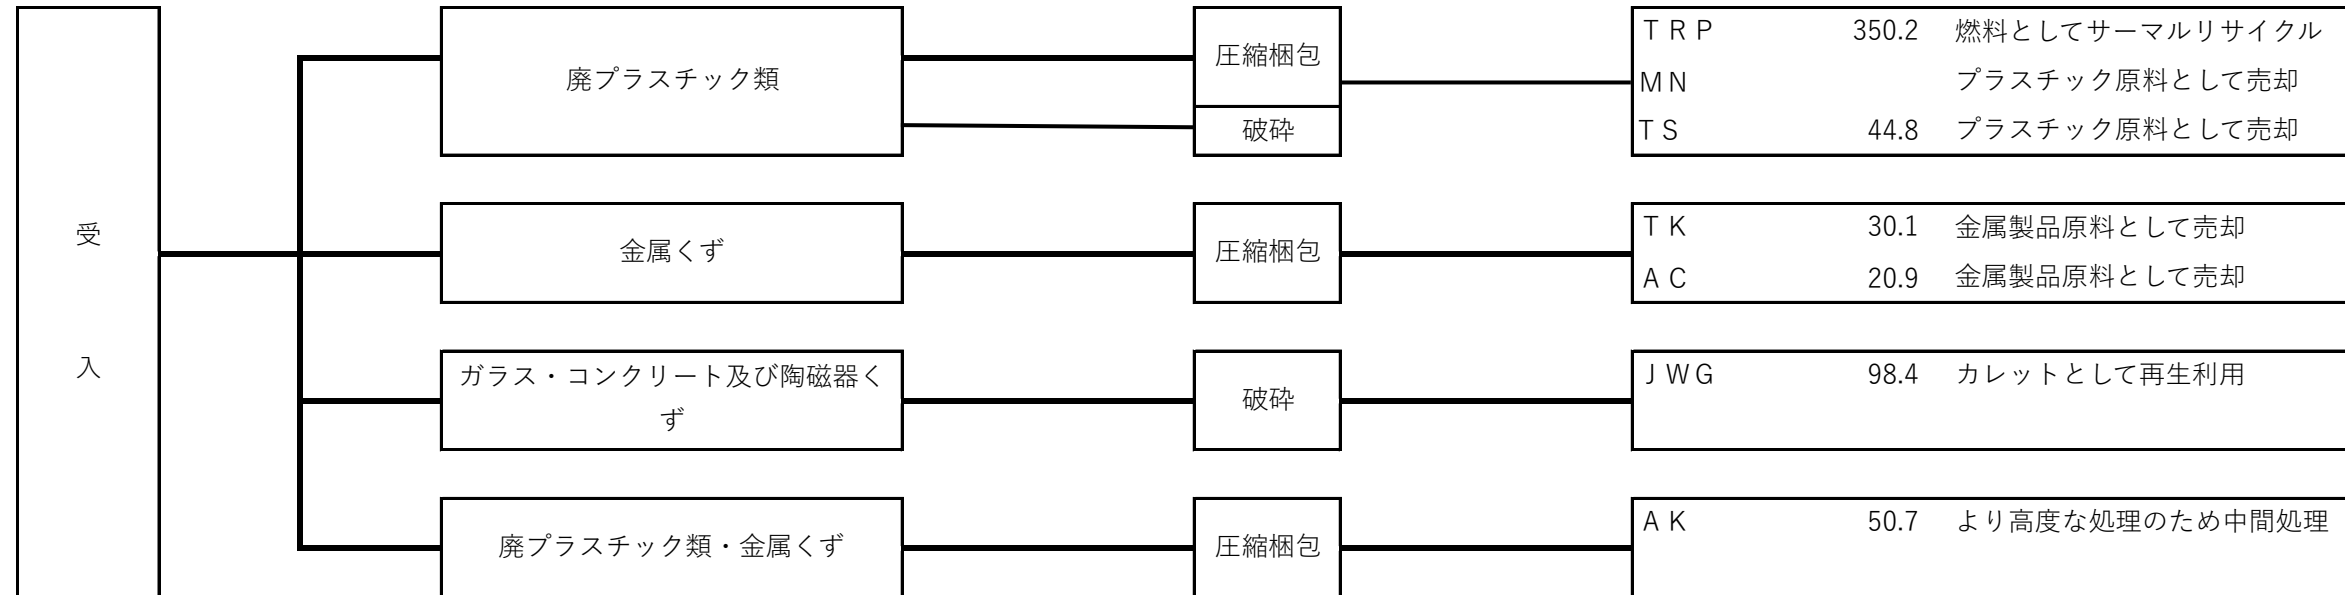 受
入
廃プラスチック類
圧縮梱包
破砕
ＴＲＰ 350.2 燃料としてサーマルリサイクル
ＭＮ プラスチック原料として売却
ＴＳ 44.8 プラスチック原料として売却
金属くず
圧縮梱包
ＴＫ 30.1 金属製品原料として売却
ＡＣ 20.9 金属製品原料として売却
ガラス・コンクリート及び陶磁器く
ず
破砕
ＪＷＧ 98.4 カレットとして再生利用
廃プラスチック類・金属くず
圧縮梱包
ＡＫ 50.7 より高度な処理のため中間処理